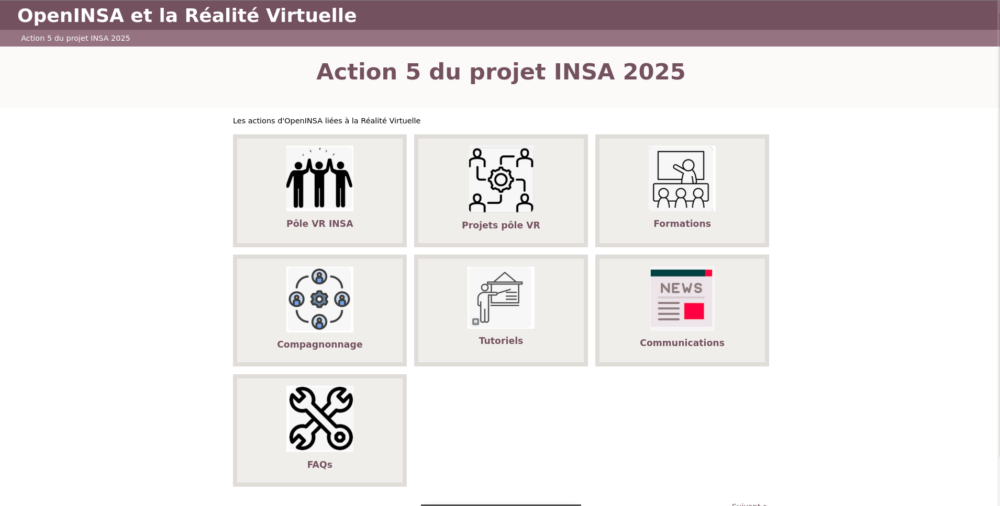 OpenINSA et la Réalité Virtuelle
Action 5 du projet INSA 2025
Action 5 du projet INSA 2025
Les actions d'OpenINSA liées à la Réalité Virtuelle
Pôle VR INSA
Projets pôle VR
Formations
NEWS
Compagnonnage
Tutoriels
Communications
FAQs
Suivant >